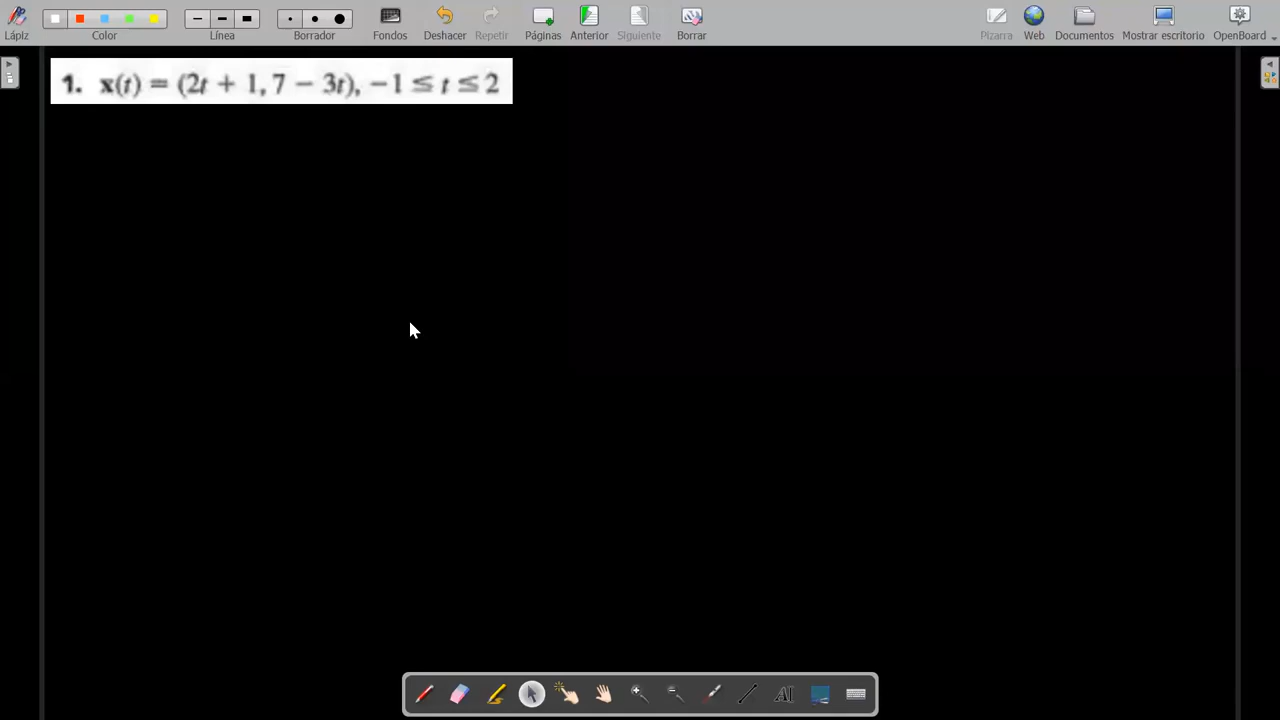 Lápiz Color Línea Borrador Fondos Deshacer Repetir Páginas Anterior Siguiente Borrar Pizarra Web Documentos Mostrar escritorio OpenBoard
1. x(t) = (2t + 1, 7 − 3t), −1 ≤ t ≤ 2
AI